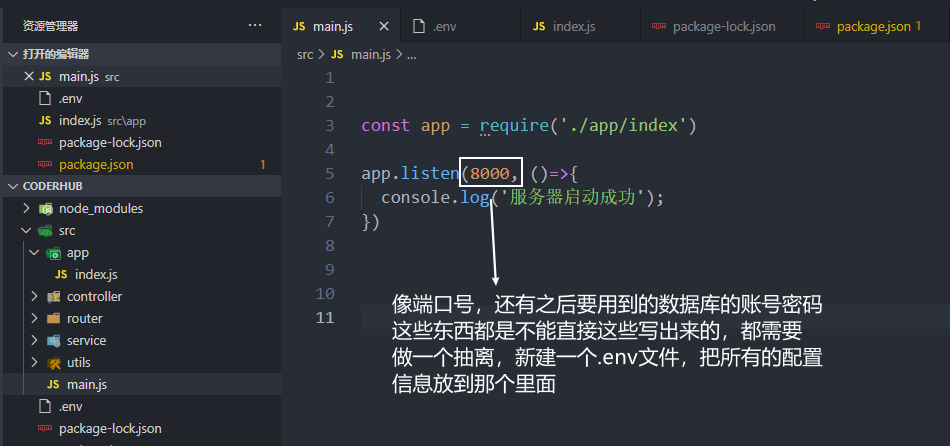 资源管理器 ...
main.js
.env
index.js
package-lock.json
package.json 1
打开的编辑器
src > main.js > ...
main.js src
.env
index.js src\app
package-lock.json
package.json 1
CODERHUB
node_modules
src
app
index.js
controller
router
service
utils
main.js
.env
package-lock.json
1
2
3 const app = require('./app/index')
4
5 app.listen(8000, ()=>{
6 console.log('服务器启动成功');
7 })
8
9
10
11
像端口号，还有之后要用到的数据库的账号密码
这些东西都是不能直接这些写出来的，都需要
做一个抽离，新建一个.env文件，把所有的配置
信息放到那个里面